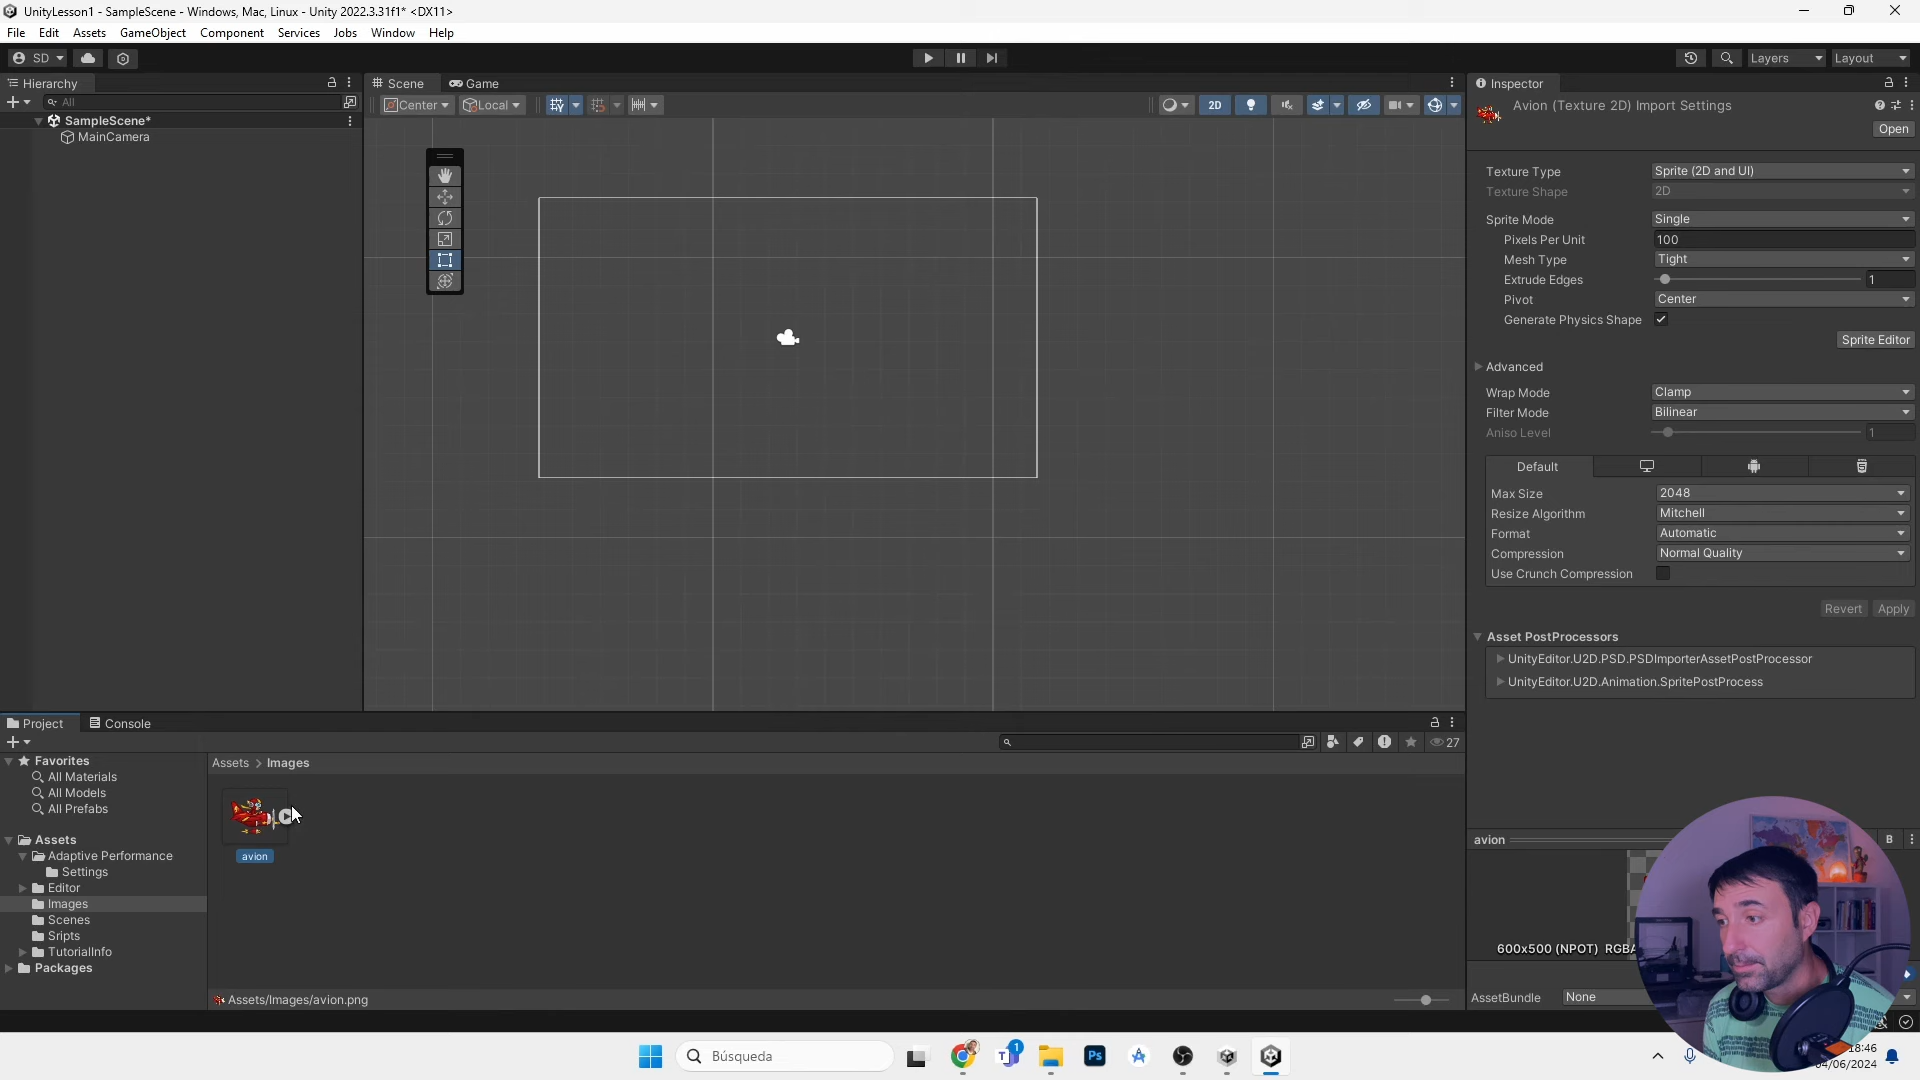 UnityLesson1 - SampleScene - Windows, Mac, Linux - Unity 2022.3.31f1* <DX11>
File Edit Assets GameObject Component Services Jobs Window Help
SD Layers Layout
Hierarchy
All
SampleScene*
MainCamera
Scene Game
Center Local 2D
Inspector
Avion (Texture 2D) Import Settings
Open
Texture Type Sprite (2D and UI)
Texture Shape 2D
Sprite Mode Single
Pixels Per Unit 100
Mesh Type Tight
Extrude Edges 1
Pivot Center
Generate Physics Shape
Sprite Editor
Advanced
Wrap Mode Clamp
Filter Mode Bilinear
Aniso Level 1
Default
Max Size 2048
Resize Algorithm Mitchell
Format Automatic
Compression Normal Quality
Use Crunch Compression
Revert Apply
Asset PostProcessors
UnityEditor.U2D.PSD.PSDImporterAssetPostProcessor
UnityEditor.U2D.Animation.SpritePostProcess
Project Console
27
Favorites
All Materials
All Models
All Prefabs
Assets
Adaptive Performance
Settings
Editor
Images
Scenes
Sripts
TutorialInfo
Packages
Assets > Images
avion
Assets/Images/avion.png
avion B
600x500 (NPOT) RGBA
AssetBundle None
Búsqueda
Ps
1
18:46
04/06/2024